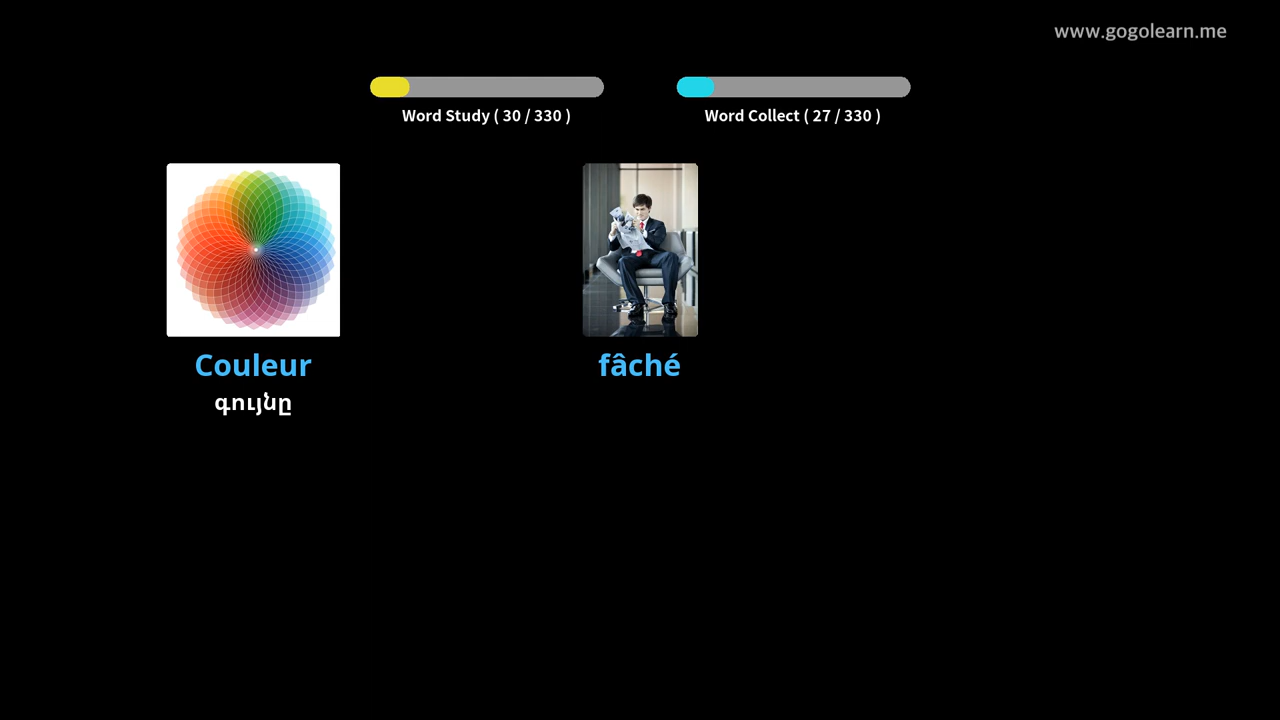 www.gogolearn.me
Word Study ( 30 / 330 )
Word Collect ( 27 / 330 )
Couleur
fâché
գույնը